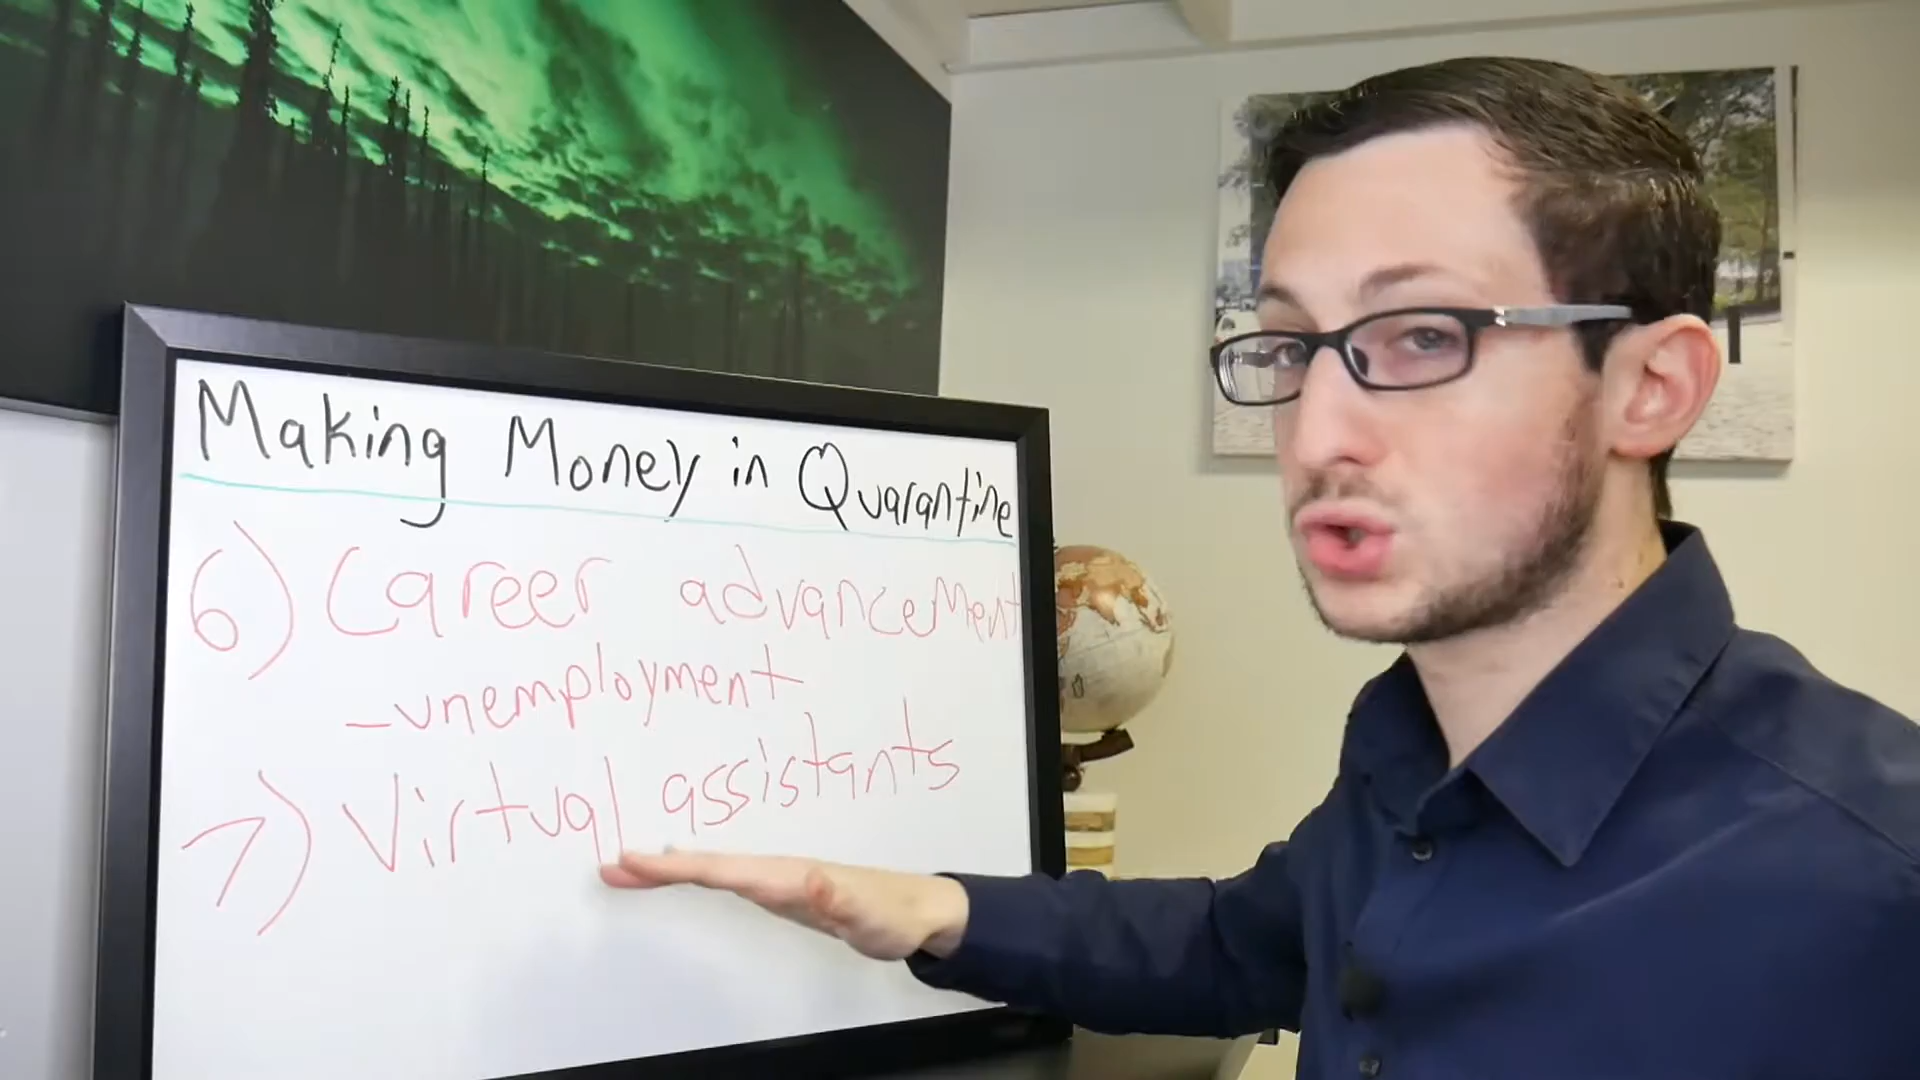 Making Money in Quarantine
6) Career advancement
-unemployment
7) Virtual assistants